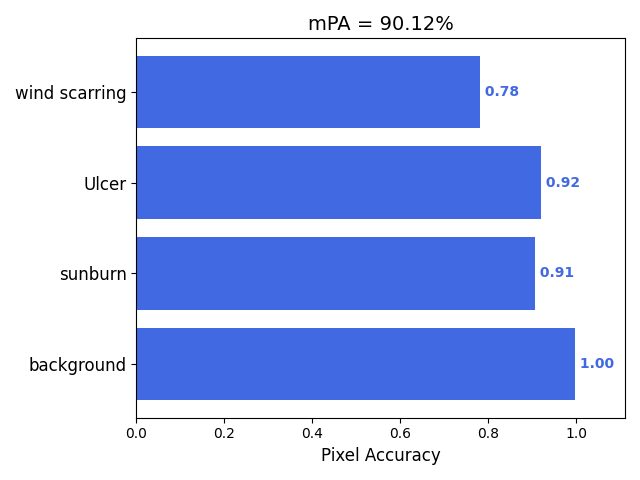 mPA = 90.12%
wind scarring 0.78
Ulcer 0.92
sunburn 0.91
background 1.00
0.0 0.2 0.4 0.6 0.8 1.0
Pixel Accuracy